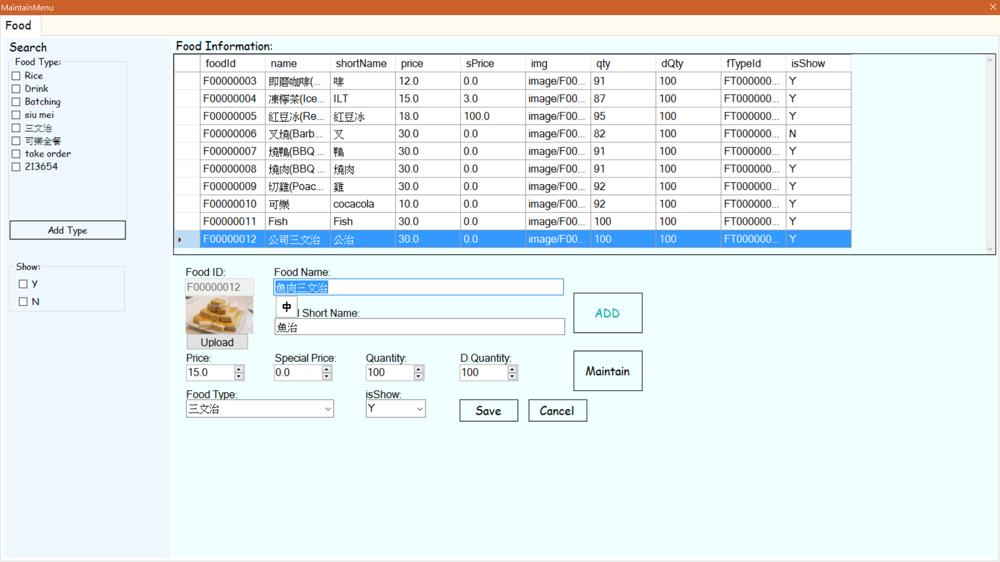 MaintainMenu
Food
Search
Food Type:
Rice
Drink
Batching
siu mei
三文治
可樂全餐
take order
213654
Add Type
Show:
Y
N
Food Information:
foodId name shortName price sPrice img qty dQty fTypeId isShow
F00000003 即磨咖啡(... 啡 12.0 0.0 image/F00... 91 100 FT000000... Y
F00000004 凍檸茶(Ice... ILT 15.0 3.0 image/F00... 87 100 FT000000... Y
F00000005 紅豆冰(Re... 紅豆冰 18.0 100.0 image/F00... 95 100 FT000000... Y
F00000006 叉燒(Barb... 叉 30.0 0.0 image/F00... 82 100 FT000000... N
F00000007 燒鴨(BBQ ... 鴨 30.0 0.0 image/F00... 91 100 FT000000... Y
F00000008 燒肉(BBQ ... 燒肉 30.0 0.0 image/F00... 91 100 FT000000... Y
F00000009 切雞(Poac... 雞 30.0 0.0 image/F00... 92 100 FT000000... Y
F00000010 可樂 cocacola 10.0 0.0 image/F00... 92 100 FT000000... Y
F00000011 Fish Fish 30.0 0.0 image/F00... 100 100 FT000000... Y
F00000012 公司三文治 公治 30.0 0.0 image/F00... 100 100 FT000000... Y
Food ID: Food Name:
F00000012 魚肉三文治
中
Short Name:
魚治
ADD
Upload
Price: Special Price: Quantity: D Quantity:
15.0 0.0 100 100
Maintain
Food Type: isShow:
三文治 Y
Save Cancel